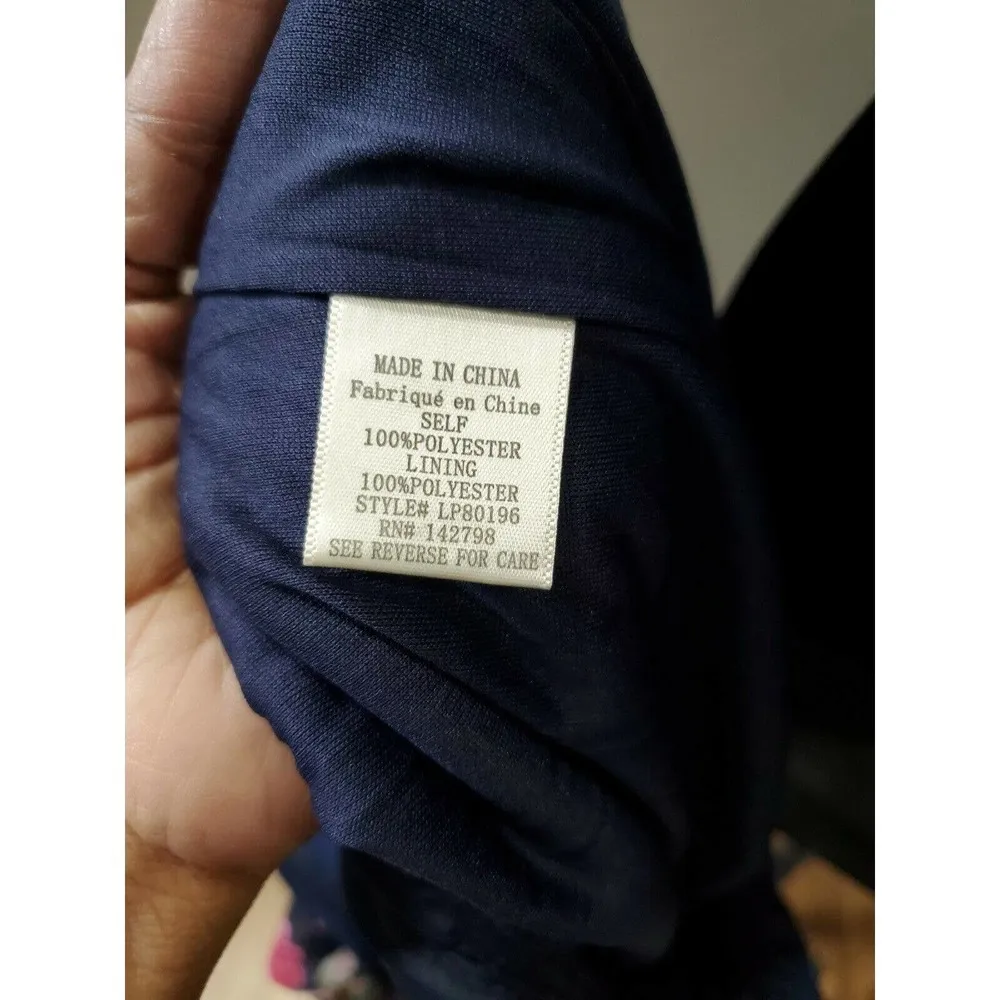 MADE IN CHINA
Fabriqué en Chine
SELF
100%POLYESTER
LINING
100%POLYESTER
STYLE# LP80196
RN# 142798
SEE REVERSE FOR CARE